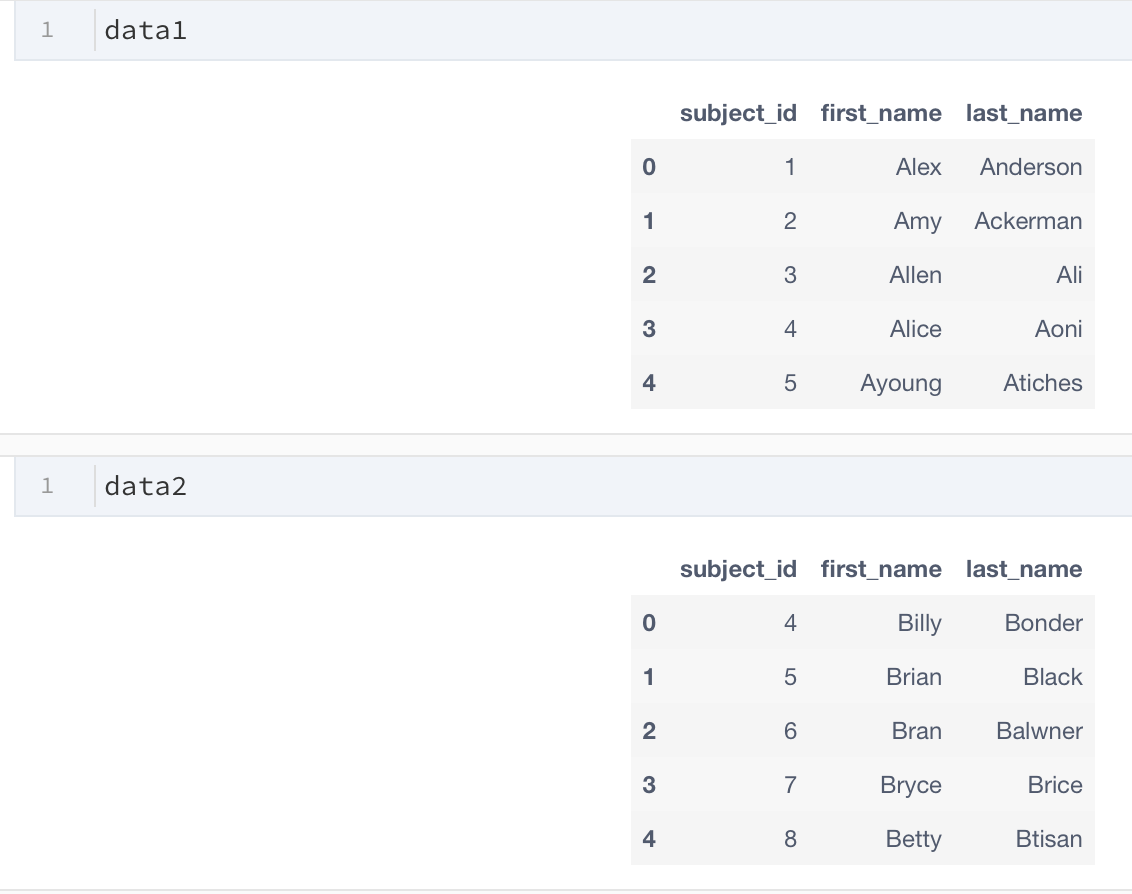 1 data1
subject_id first_name last_name
0 1 Alex Anderson
1 2 Amy Ackerman
2 3 Allen Ali
3 4 Alice Aoni
4 5 Ayoung Atiches
1 data2
subject_id first_name last_name
0 4 Billy Bonder
1 5 Brian Black
2 6 Bran Balwner
3 7 Bryce Brice
4 8 Betty Btisan